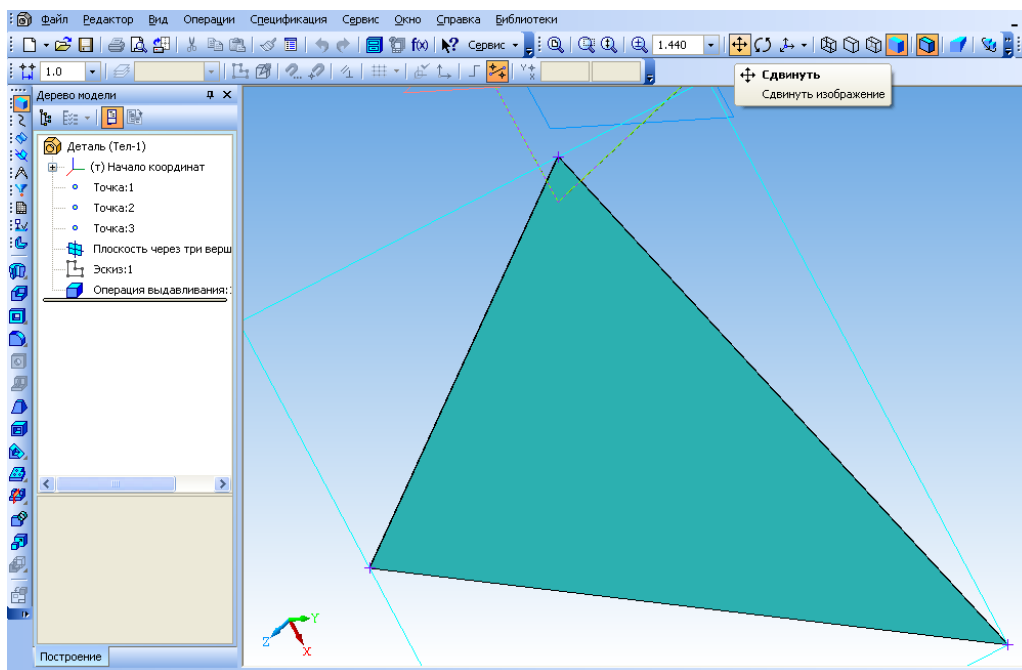 Файл Редактор Вид Операции Спецификация Сервис Окно Справка Библиотеки
f(x) Сервис 1.440
1.0
Сдвинуть
Сдвинуть изображение
Дерево модели
Деталь (Тел-1)
(т) Начало координат
Точка:1
Точка:2
Точка:3
Плоскость через три верш
Эскиз:1
Операция выдавливания:
Z Y X
Построение